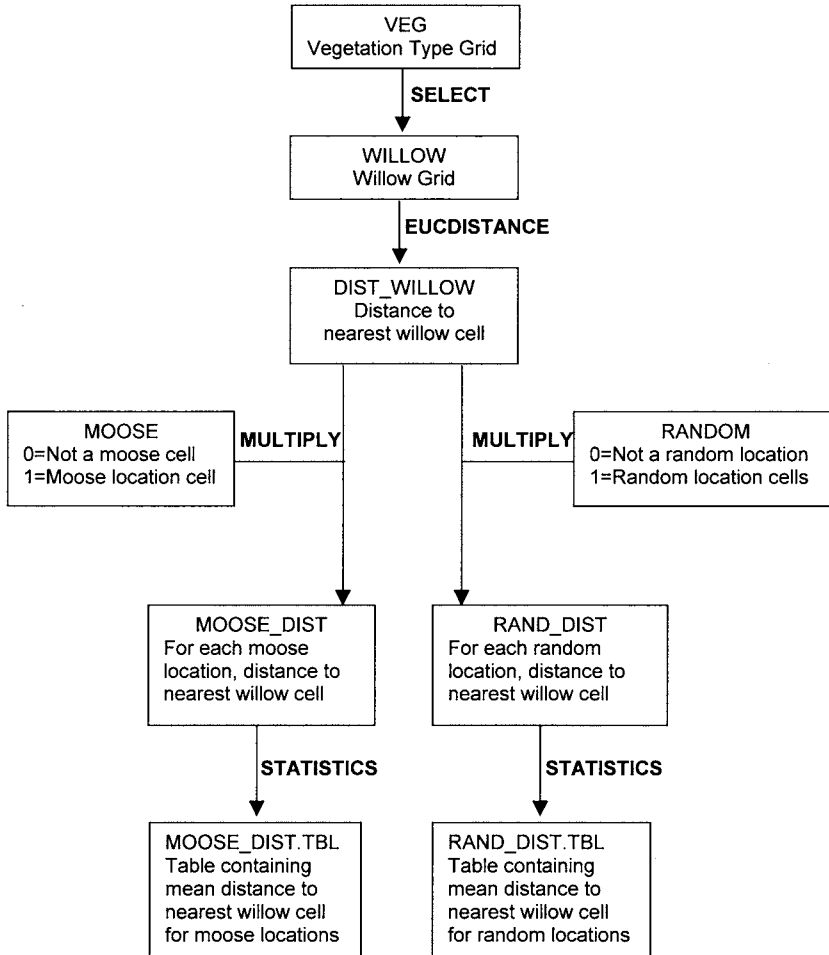 VEG
Vegetation Type Grid
SELECT
WILLOW
Willow Grid
EUCDISTANCE
DIST_WILLOW
Distance to
nearest willow cell
MOOSE
0=Not a moose cell
1=Moose location cell
MULTIPLY
MULTIPLY
RANDOM
0=Not a random location
1=Random location cells
MOOSE_DIST
For each moose
location, distance to
nearest willow cell
RAND_DIST
For each random
location, distance to
nearest willow cell
STATISTICS
STATISTICS
MOOSE_DIST.TBL
Table containing
mean distance to
nearest willow cell
for moose locations
RAND_DIST.TBL
Table containing
mean distance to
nearest willow cell
for random locations